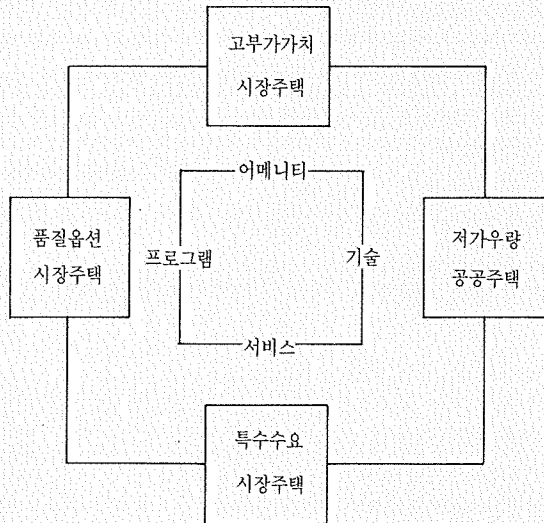 고부가가치
시장주택
어메니티
품질옵션
시장주택
프로그램
기술
저가우량
공공주택
서비스
특수수요
시장주택